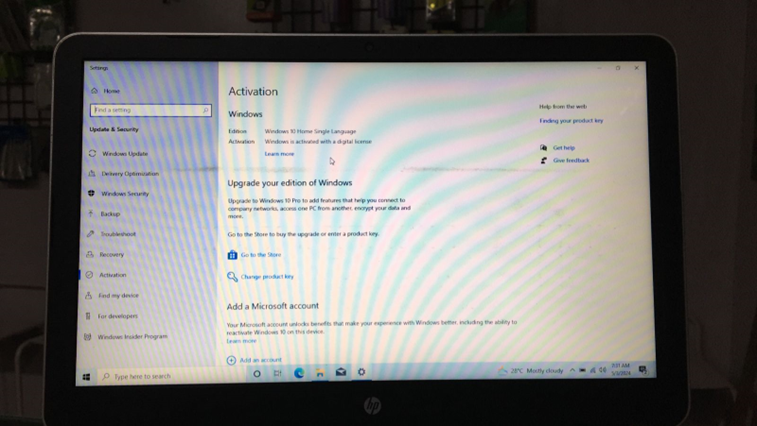 Settings
Home
Find a setting
Update & Security
Windows Update
Delivery Optimization
Windows Security
Backup
Troubleshoot
Recovery
Activation
Find my device
For developers
Windows Insider Program
Activation
Windows
Edition Windows 10 Home Single Language
Activation Windows is activated with a digital license
Learn more
Upgrade your edition of Windows
Upgrade to Windows 10 Pro to add features that help you connect to
company networks, access one PC from another, encrypt your data and
more.
Go to the Store to buy the upgrade or enter a product key.
Go to the Store
Change product key
Add a Microsoft account
Your Microsoft account unlocks benefits that make your experience with Windows better, including the ability to
reactivate Windows 10 on this device.
Learn more
Add an account
Help from the web
Finding your product key
Get help
Give feedback
Type here to search
28°C Mostly cloudy
hp